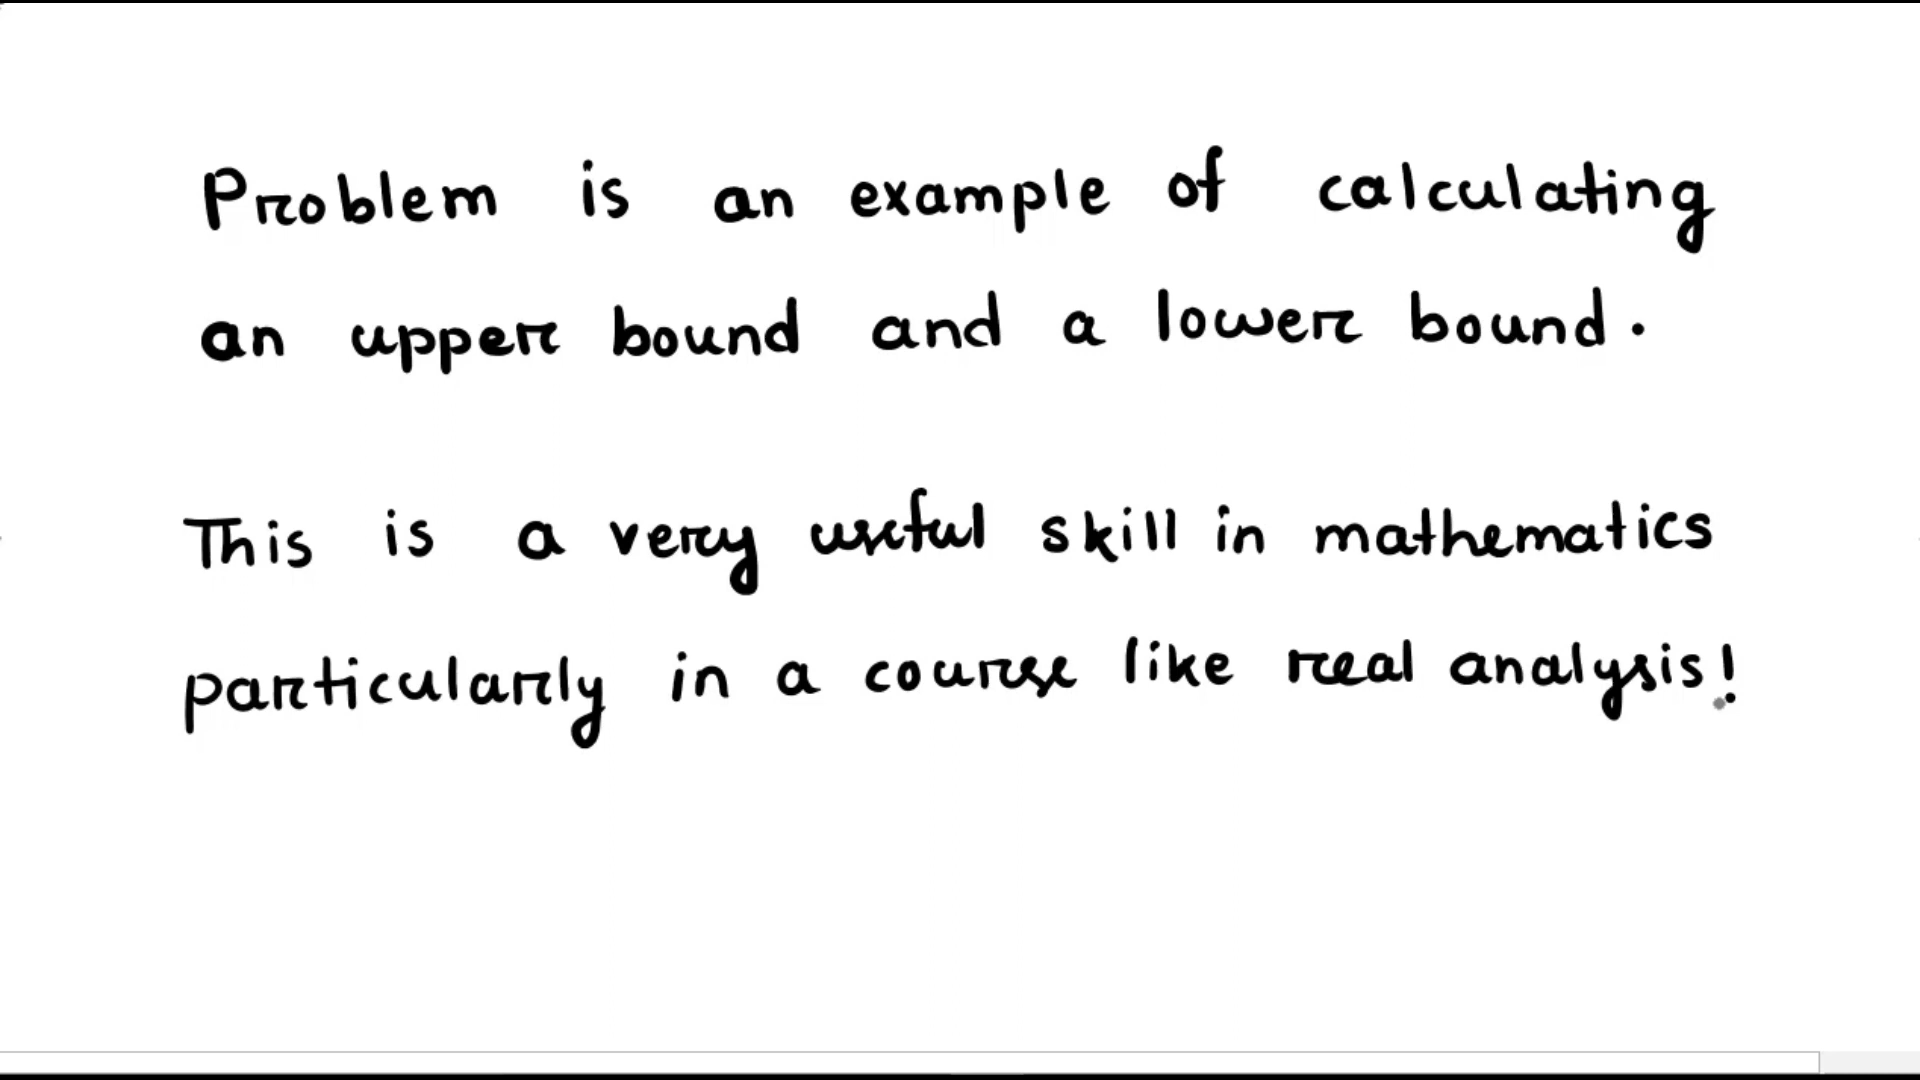 Problem is an example of calculating
an upper bound and a lower bound.
This is a very useful skill in mathematics
particularly in a course like real analysis!